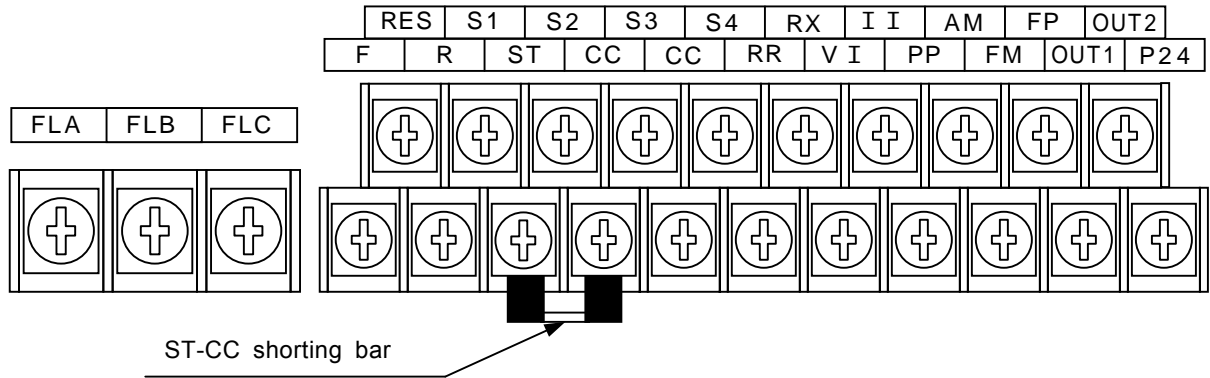 RES S1 S2 S3 S4 RX II AM FP OUT2
F R ST CC CC RR VI PP FM OUT1 P24
FLA FLB FLC
ST-CC shorting bar